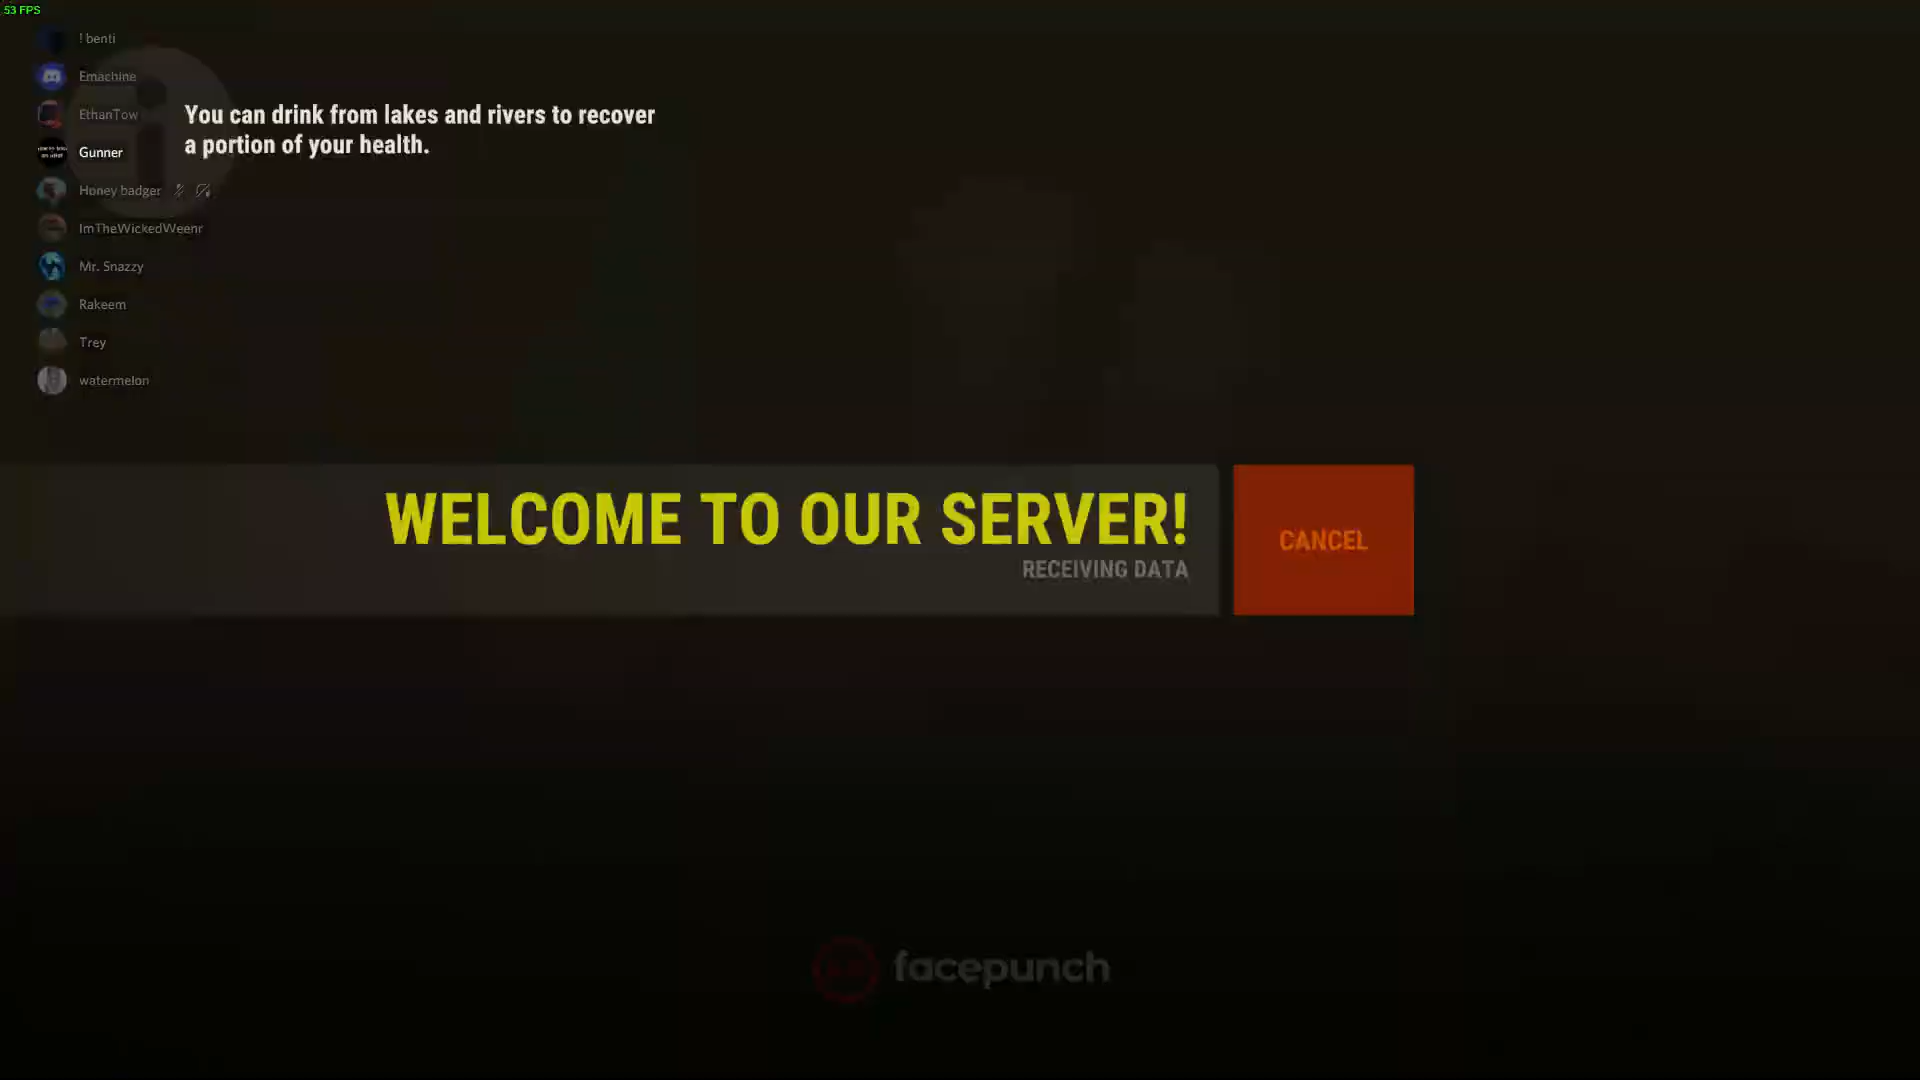 53 FPS
! benti
Emachine
EthanTow
Gunner
Honey badger
ImTheWickedWeenr
Mr. Snazzy
Rakeem
Trey
watermelon
You can drink from lakes and rivers to recover
a portion of your health.
WELCOME TO OUR SERVER!
RECEIVING DATA
CANCEL
facepunch